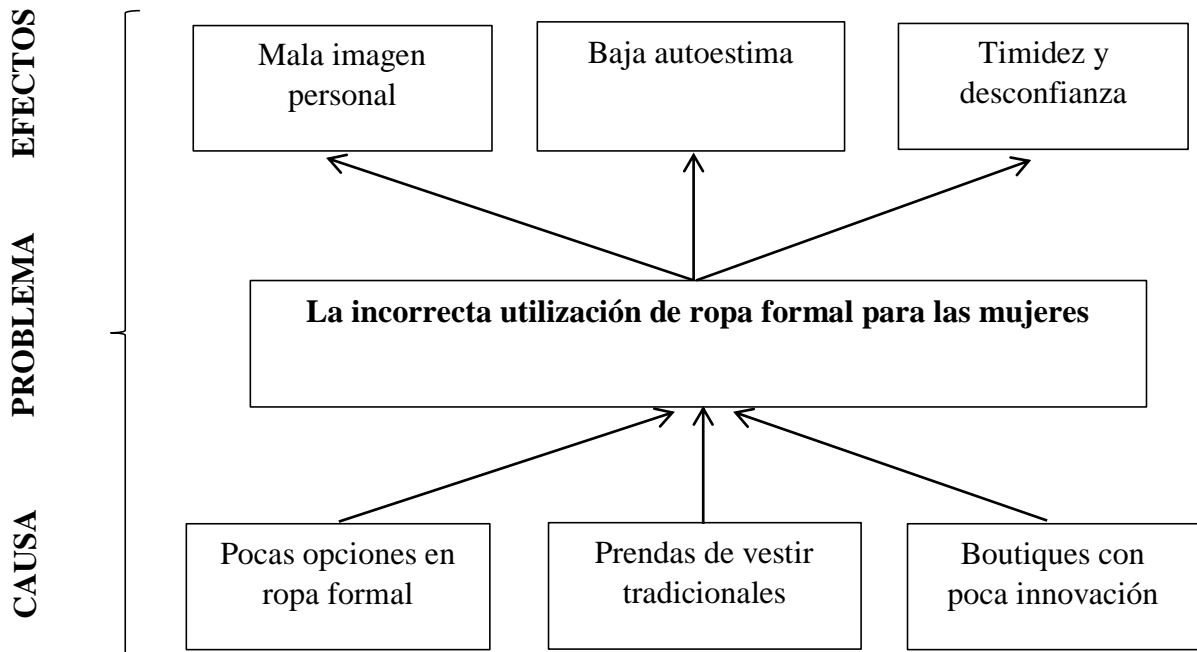 EFECTOS
Mala imagen
personal
Baja autoestima
Timidez y
desconfianza
PROBLEMA
La incorrecta utilización de ropa formal para las mujeres
CAUSA
Pocas opciones en
ropa formal
Prendas de vestir
tradicionales
Boutiques con
poca innovación